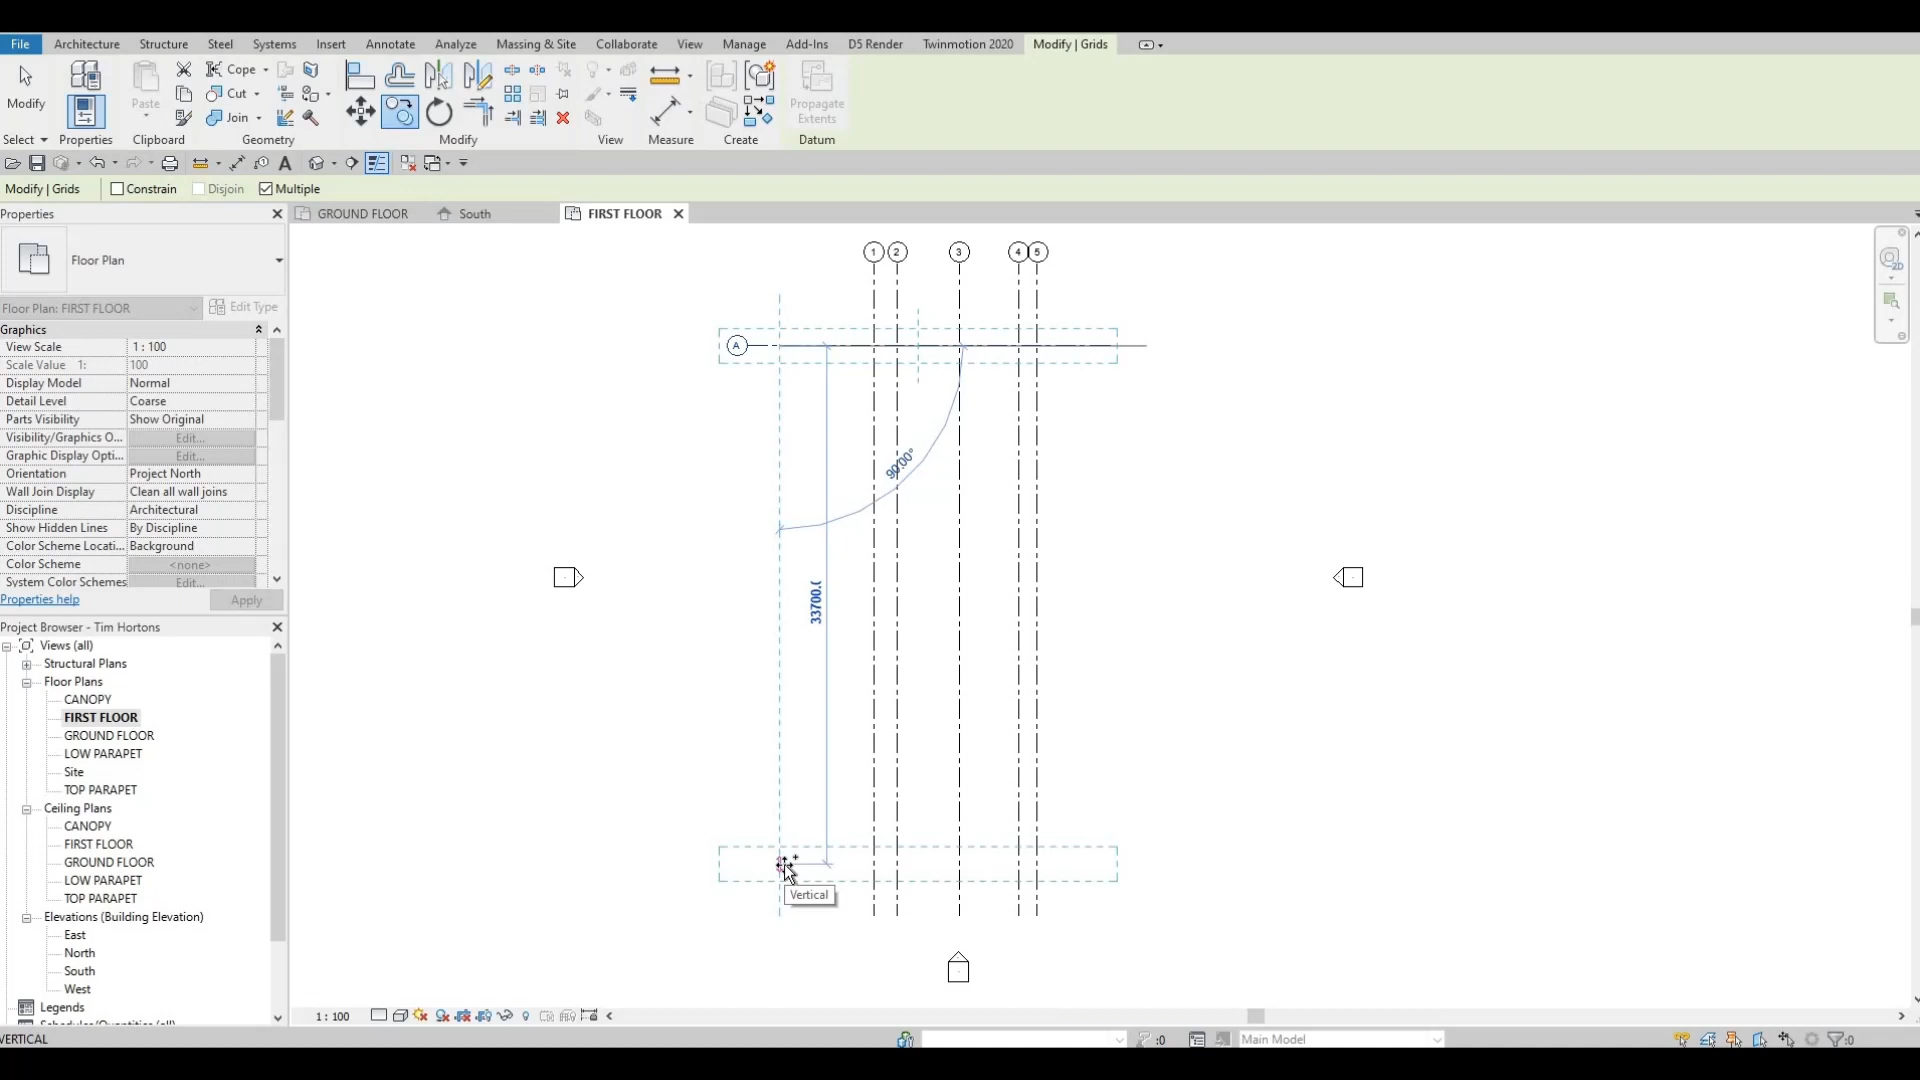 File Architecture Structure Steel Systems Insert Annotate Analyze Massing & Site Collaborate View Manage Add-Ins D5 Render Twinmotion 2020 Modify | Grids
Cope
Cut
Join
Modify
Paste
Propagate
Extents
Select Properties Clipboard Geometry Modify View Measure Create Datum
Modify | Grids Constrain Disjoin Multiple
Properties
GROUND FLOOR South FIRST FLOOR
Floor Plan
Floor Plan: FIRST FLOOR Edit Type
Graphics
View Scale 1 : 100
Scale Value 1: 100
Display Model Normal
Detail Level Coarse
Parts Visibility Show Original
Visibility/Graphics O... Edit...
Graphic Display Opti... Edit...
Orientation Project North
Wall Join Display Clean all wall joins
Discipline Architectural
Show Hidden Lines By Discipline
Color Scheme Locati... Background
Color Scheme <none>
System Color Schemes Edit...
Properties help Apply
Project Browser - Tim Hortons
Views (all)
Structural Plans
Floor Plans
CANOPY
FIRST FLOOR
GROUND FLOOR
LOW PARAPET
Site
TOP PARAPET
Ceiling Plans
CANOPY
FIRST FLOOR
GROUND FLOOR
LOW PARAPET
TOP PARAPET
Elevations (Building Elevation)
East
North
South
West
Legends
Schedules/Quantities (all)
1 2 3 4 5
A
90.00°
33700.(
Vertical
2D
1 : 100
VERTICAL
:0
Main Model
:0